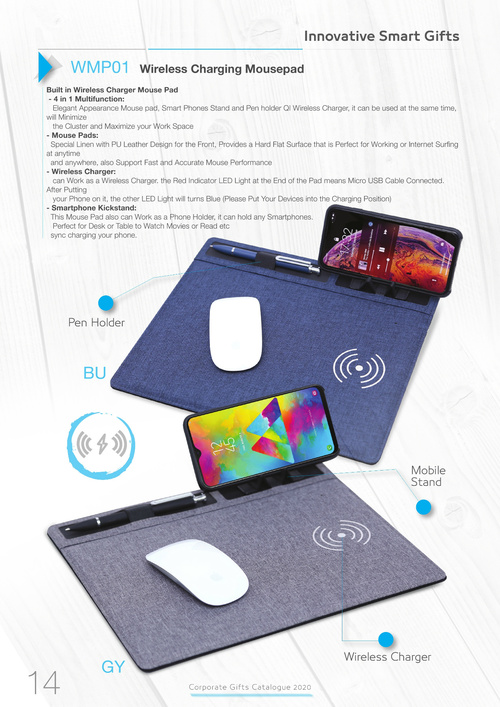 Innovative Smart Gifts
WMP01 Wireless Charging Mousepad
Built in Wireless Charger Mouse Pad
- 4 in 1 Multifunction:
Elegant Appearance Mouse pad, Smart Phones Stand and Pen holder QI Wireless Charger, it can be used at the same time,
will Minimize
the Cluster and Maximize your Work Space
- Mouse Pads:
Special Linen with PU Leather Design for the Front, Provides a Hard Flat Surface that is Perfect for Working or Internet Surfing
at anytime
and anywhere, also Support Fast and Accurate Mouse Performance
- Wireless Charger:
can Work as a Wireless Charger. the Red Indicator LED Light at the End of the Pad means Micro USB Cable Connected.
After Putting
your Phone on it, the other LED Light will turns Blue (Please Put Your Devices into the Charging Position)
- Smartphone Kickstand:
This Mouse Pad also can Work as a Phone Holder, it can hold any Smartphones.
Perfect for Desk or Table to Watch Movies or Read etc
sync charging your phone.
Pen Holder
BU
12:45
Mobile
Stand
Wireless Charger
GY
14
Corporate Gifts Catalogue 2020